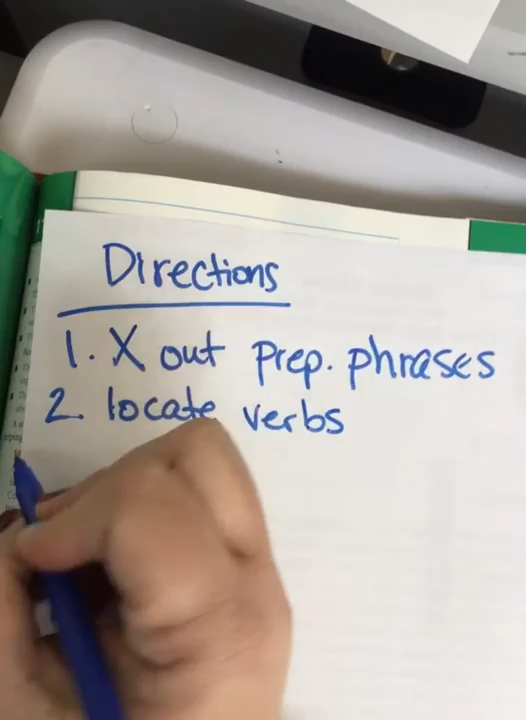 Directions
1. X out prep. phrases
2. locate verbs